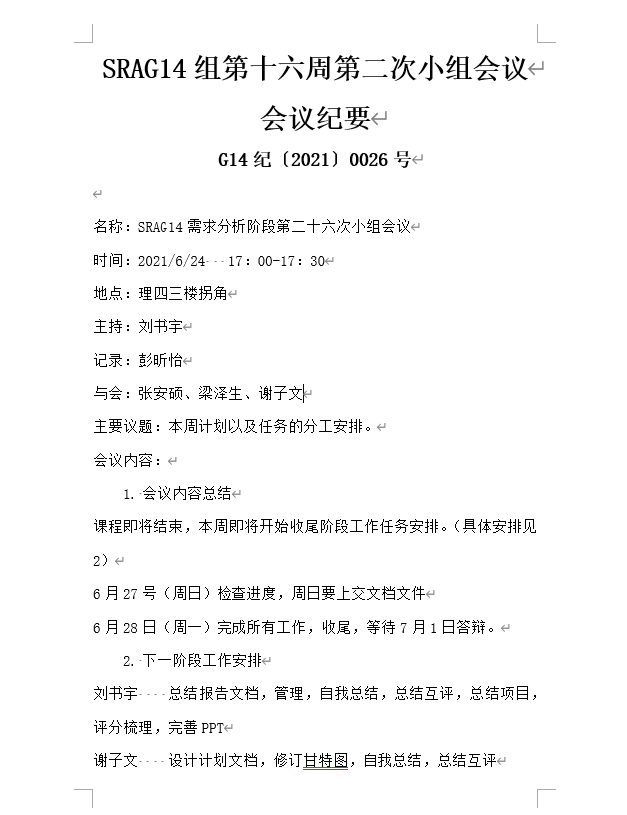 SRAG14 组第十六周第二次小组会议
会议纪要
G14 纪〔2021〕0026 号
名称：SRAG14 需求分析阶段第二十六次小组会议
时间：2021/6/24   17：00-17：30
地点：理四三楼拐角
主持：刘书宇
记录：彭昕怡
与会：张安硕、梁泽生、谢子文
主要议题：本周计划以及任务的分工安排。
会议内容：
1. 会议内容总结
课程即将结束，本周即将开始收尾阶段工作任务安排。（具体安排见
2）
6 月 27 号（周日）检查进度，周日要上交文档文件
6 月 28 日（周一）完成所有工作，收尾，等待 7 月 1 日答辩。
2. 下一阶段工作安排
刘书宇    总结报告文档，管理，自我总结，总结互评，总结项目，
评分梳理，完善 PPT
谢子文    设计计划文档，修订甘特图，自我总结，总结互评